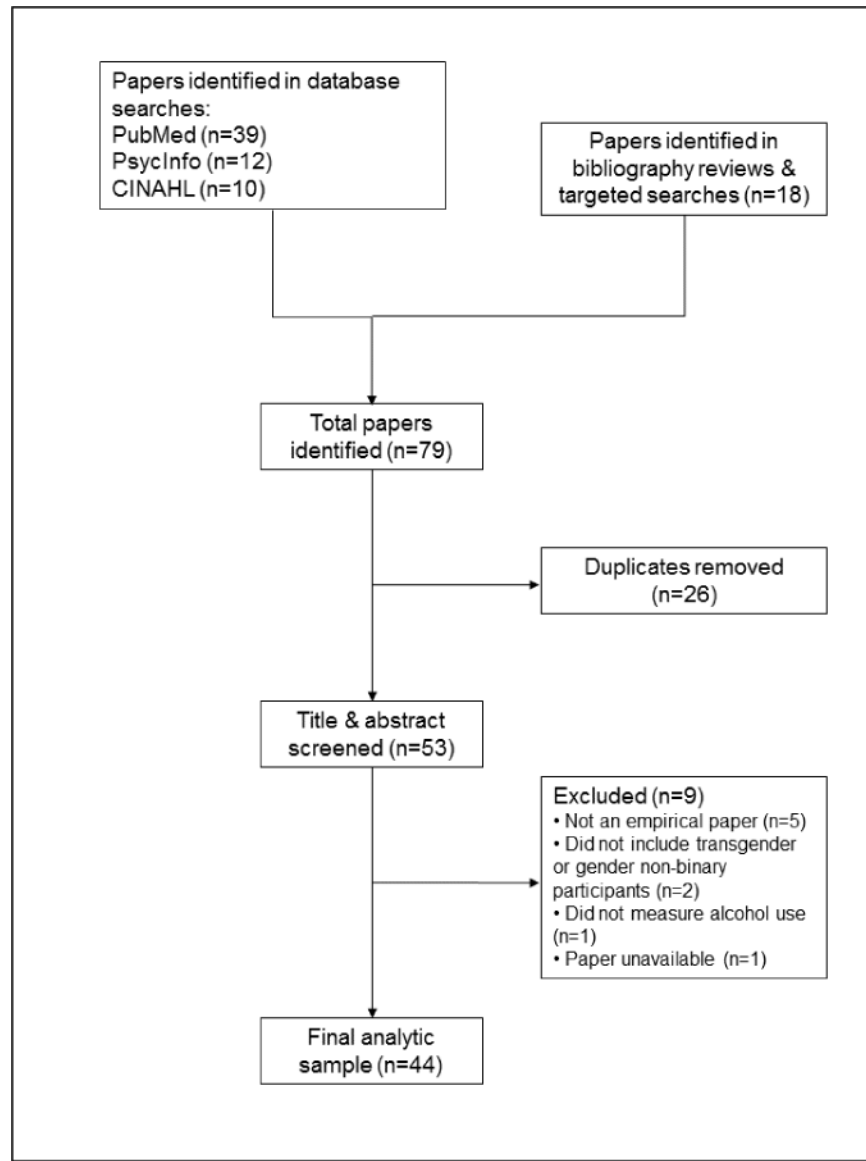 Papers identified in database
searches:
PubMed (n=39)
PsycInfo (n=12)
CINAHL (n=10)
Papers identified in
bibliography reviews &
targeted searches (n=18)
Total papers
identified (n=79)
Duplicates removed
(n=26)
Title & abstract
screened (n=53)
Excluded (n=9)
• Not an empirical paper (n=5)
• Did not include transgender
or gender non-binary
participants (n=2)
• Did not measure alcohol use
(n=1)
• Paper unavailable (n=1)
Final analytic
sample (n=44)